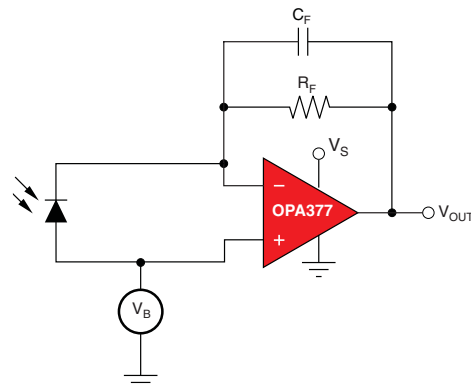 C_F
R_F
V_S
−
OPA377
+
V_OUT
V_B